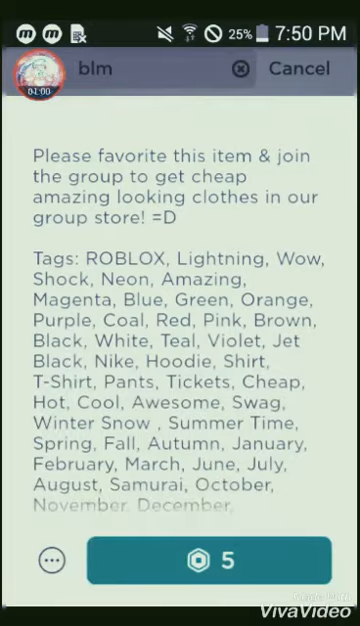 25% 7:50 PM
01:00 blm Cancel
Please favorite this item & join
the group to get cheap
amazing looking clothes in our
group store! =D
Tags: ROBLOX, Lightning, Wow,
Shock, Neon, Amazing,
Magenta, Blue, Green, Orange,
Purple, Coal, Red, Pink, Brown,
Black, White, Teal, Violet, Jet
Black, Nike, Hoodie, Shirt,
T-Shirt, Pants, Tickets, Cheap,
Hot, Cool, Awesome, Swag,
Winter Snow , Summer Time,
Spring, Fall, Autumn, January,
February, March, June, July,
August, Samurai, October,
November, December,
5
VivaVideo